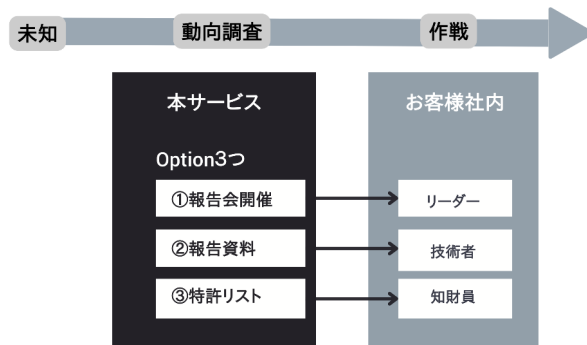 未知
動向調査
作戦
本サービス
お客様社内
Option3つ
①報告会開催
リーダー
②報告資料
技術者
③特許リスト
知財員